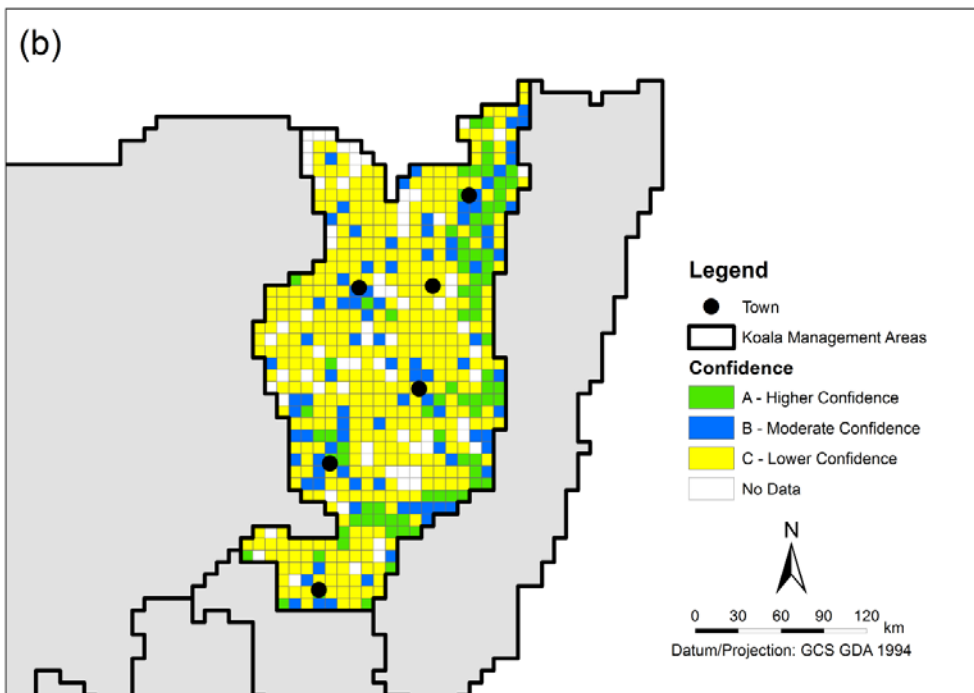 (b)
Legend
Town
Koala Management Areas
Confidence
A - Higher Confidence
B - Moderate Confidence
C - Lower Confidence
No Data
N
0 30 60 90 120
km
Datum/Projection: GCS GDA 1994